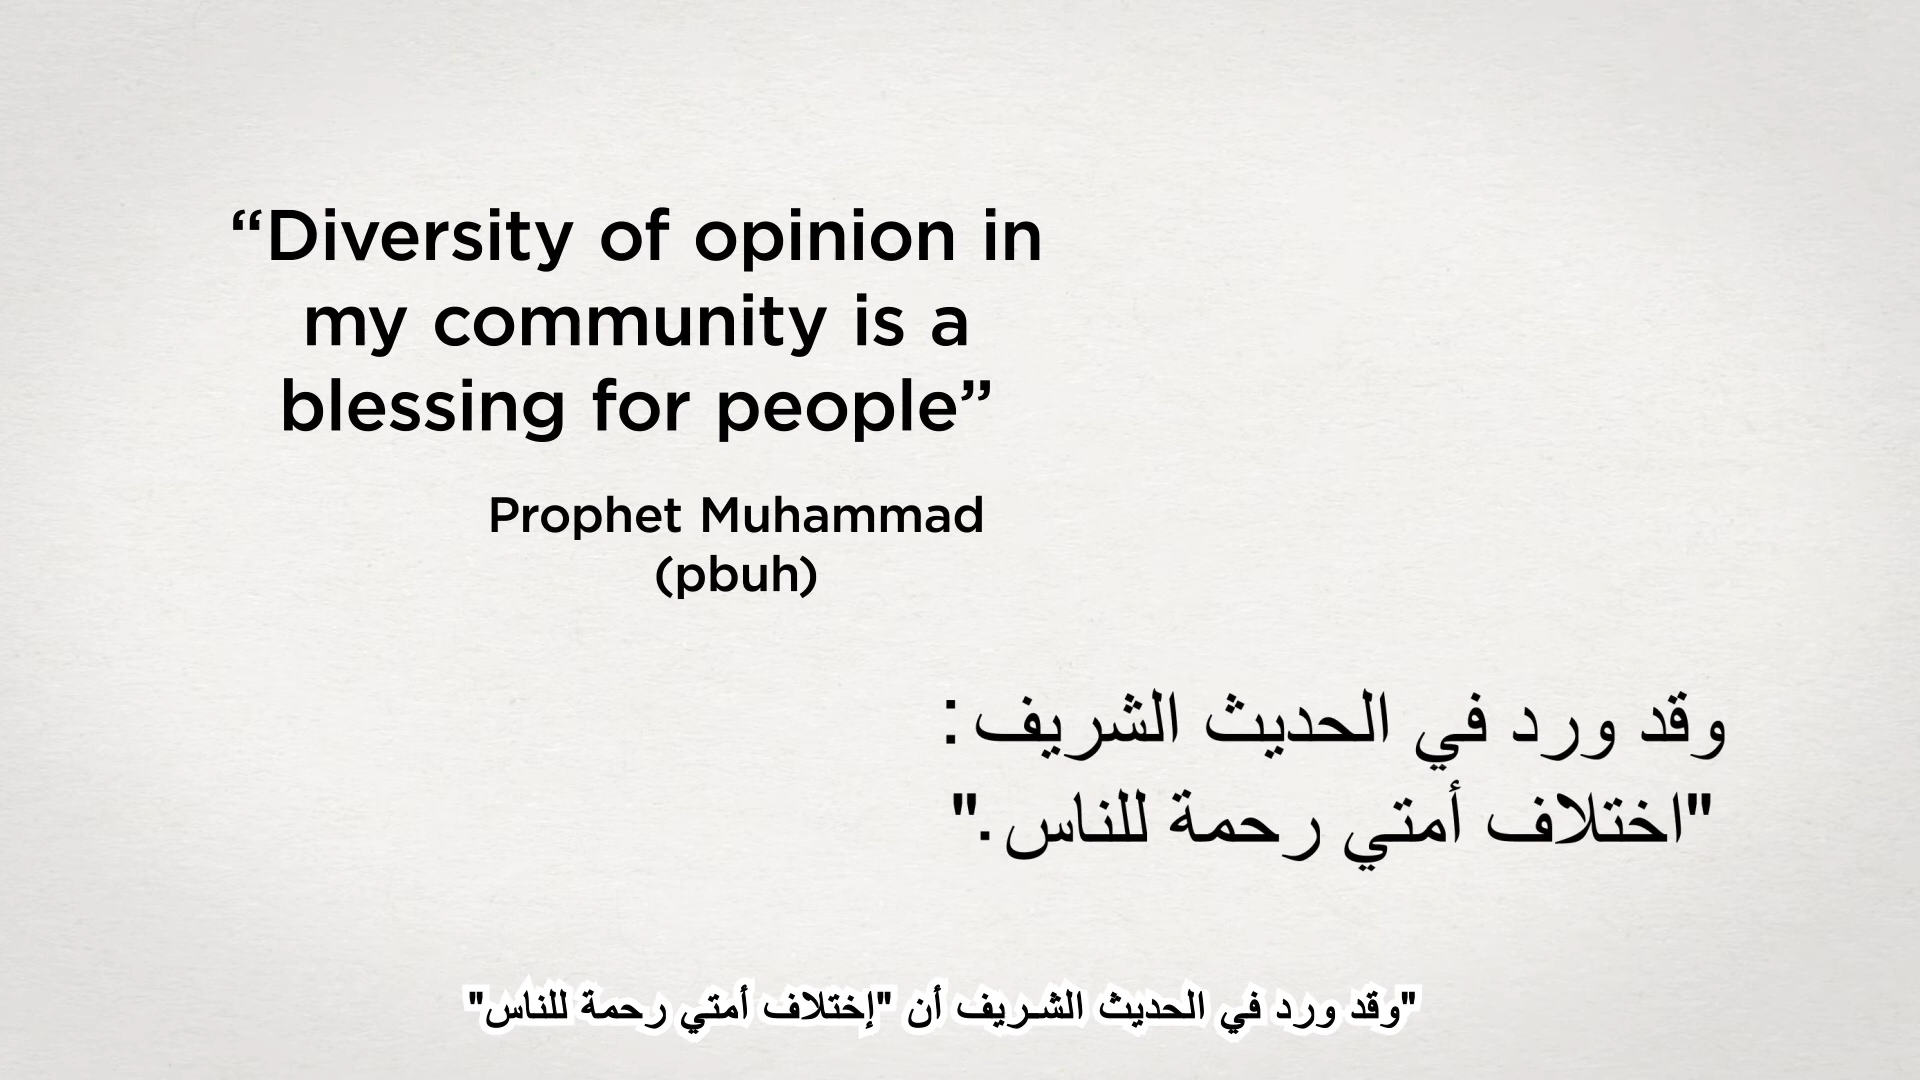 “Diversity of opinion in
my community is a
blessing for people”
Prophet Muhammad
(pbuh)
وقد ورد في الحديث الشريف :
"اختلاف أمتي رحمة للناس ."
"وقد ورد في الحديث الشريف أن "إختلاف أمتي رحمة للناس"